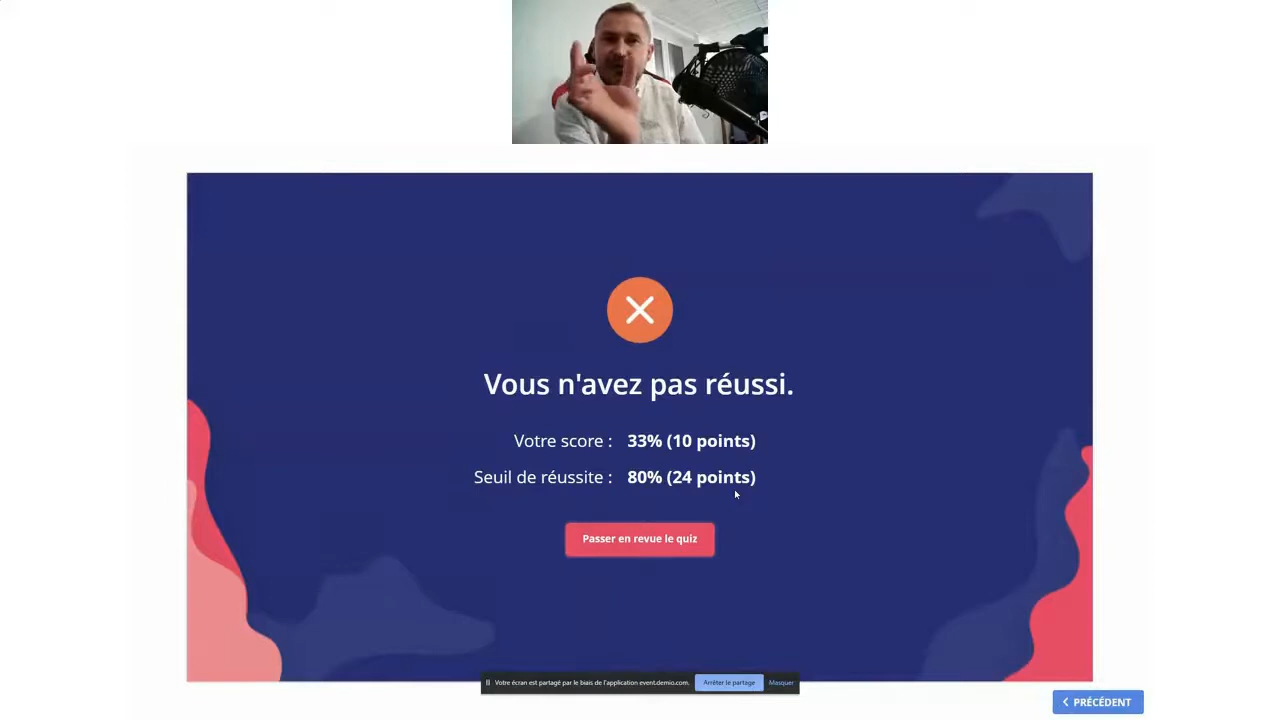 Vous n'avez pas réussi.
Votre score : 33% (10 points)
Seuil de réussite : 80% (24 points)
Passer en revue le quiz
Votre écran est partagé par le biais de l'application event.demio.com.
Arrêter le partage
Masquer
PRÉCÉDENT